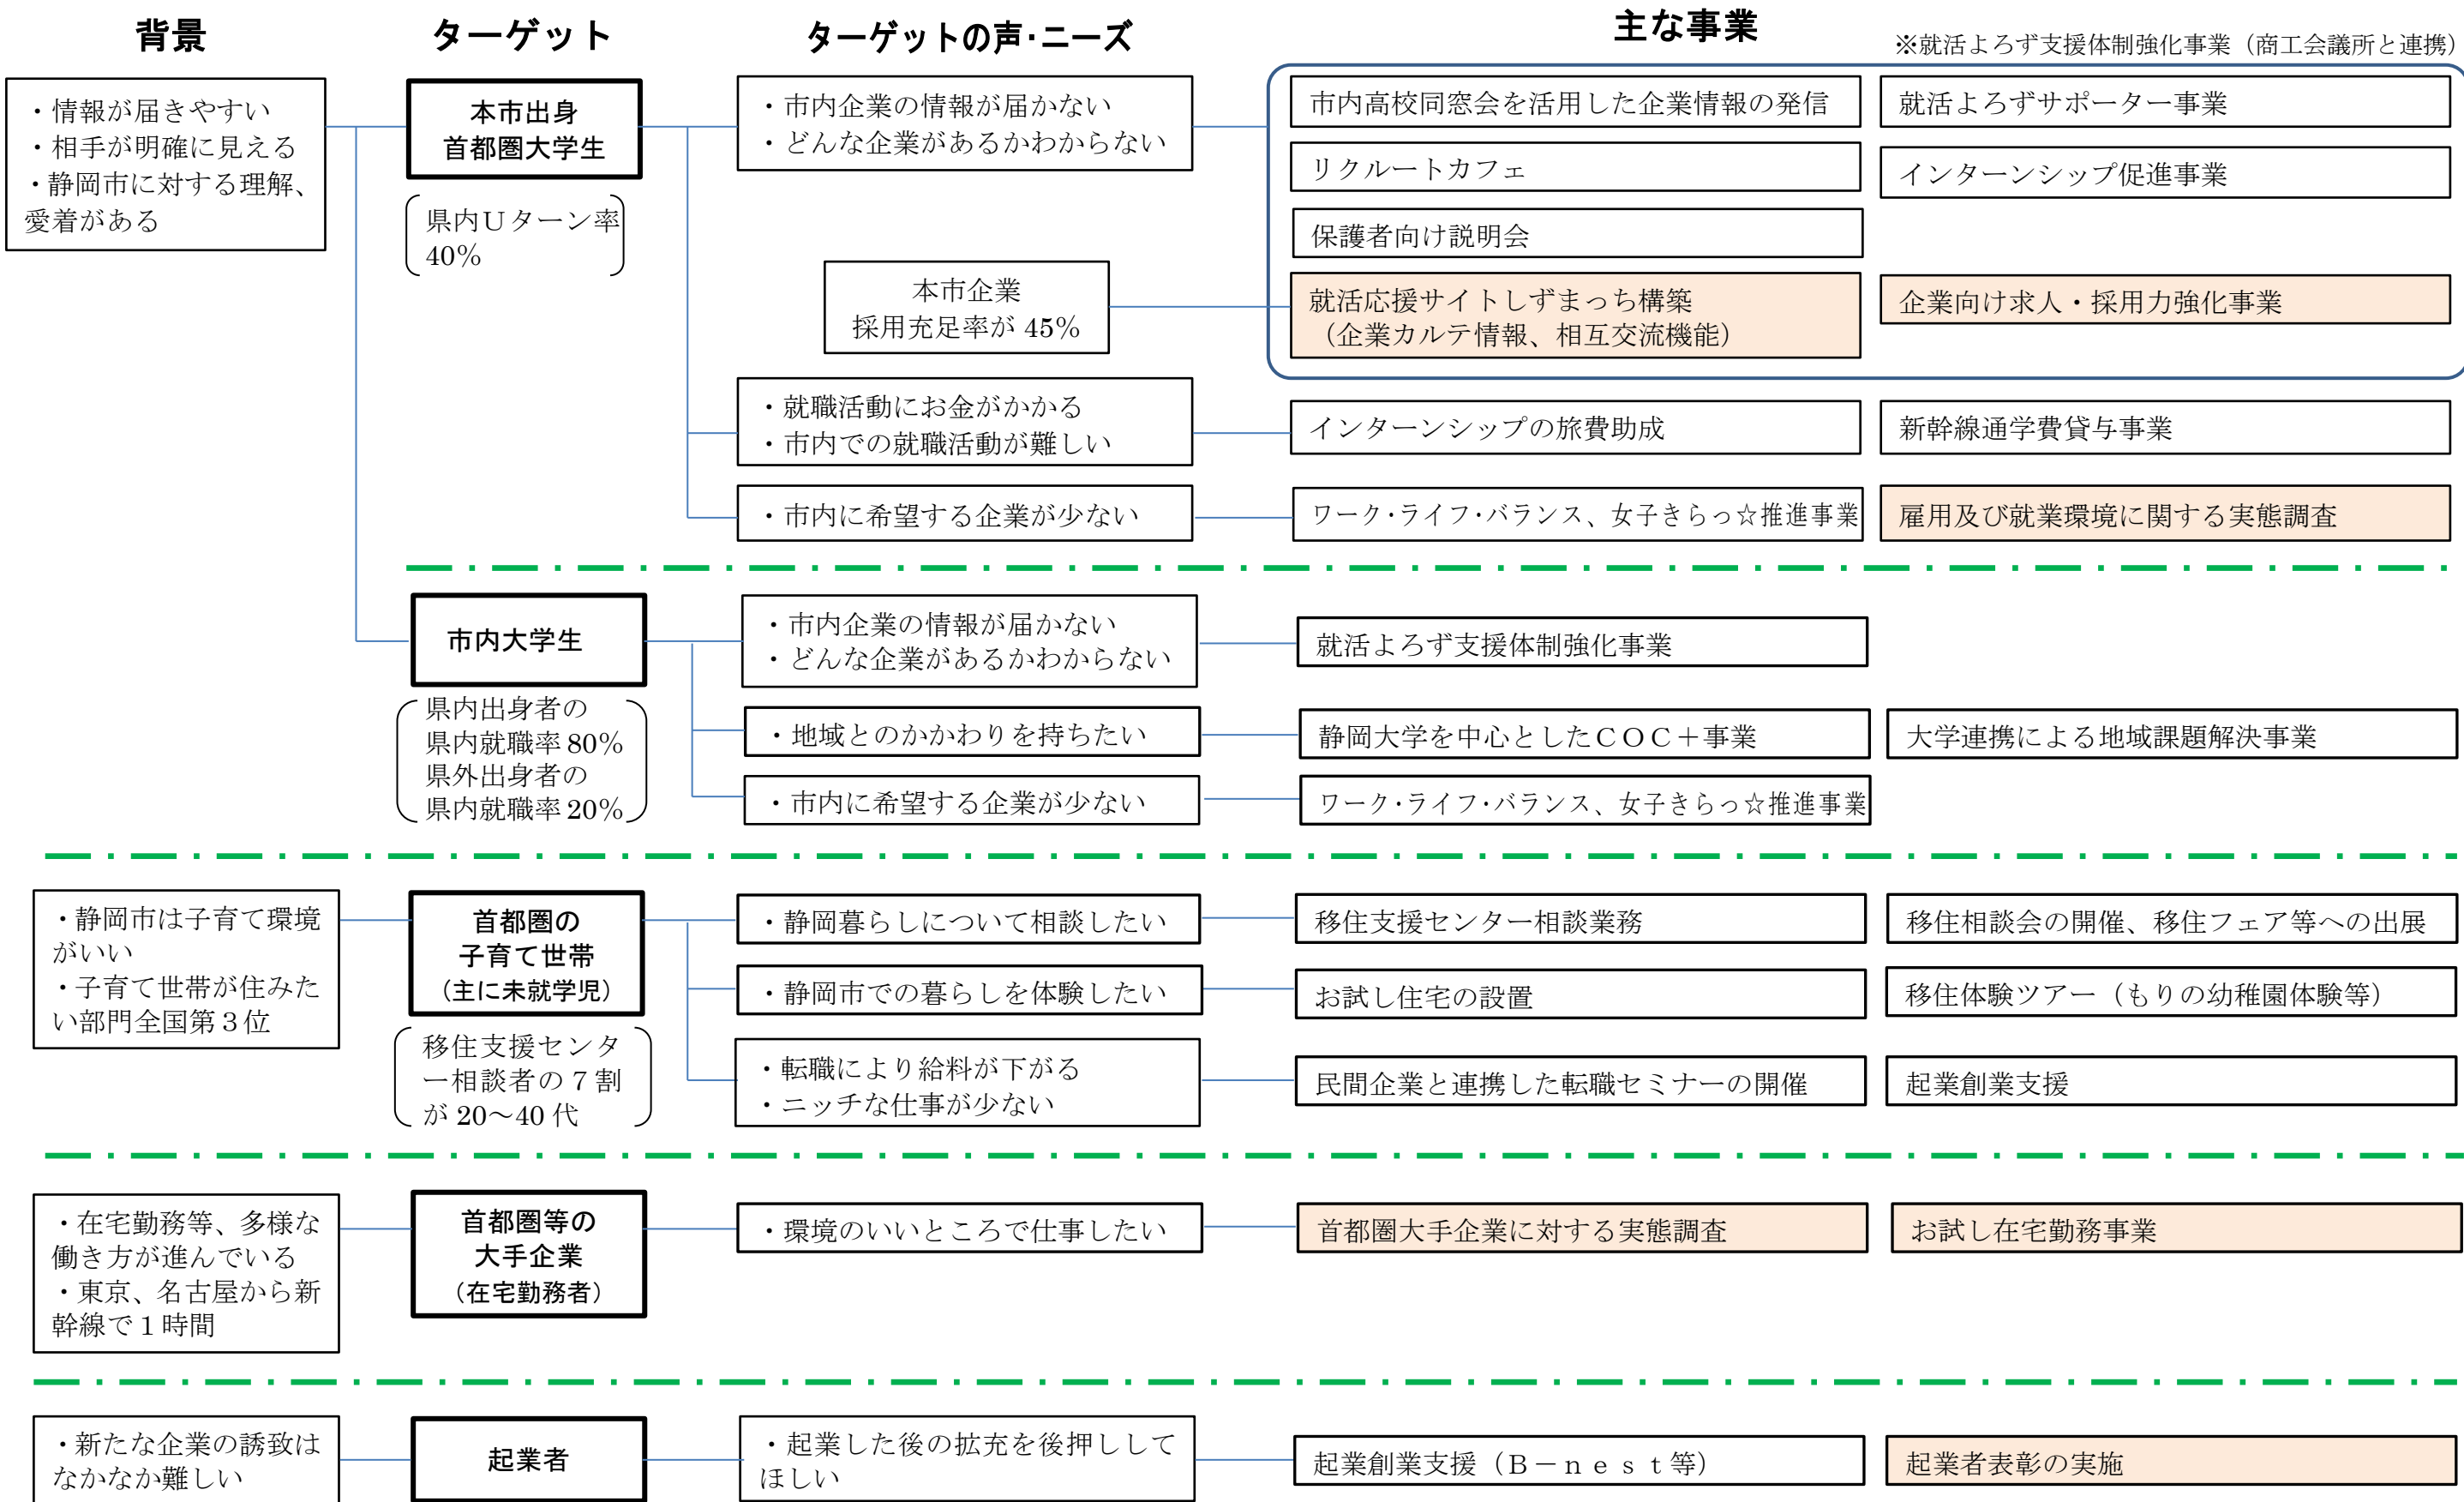 背景
ターゲット
ターゲットの声･ニーズ
主な事業
※就活よろず支援体制強化事業（商工会議所と連携）
・情報が届きやすい
・相手が明確に見える
・静岡市に対する理解、
愛着がある
本市出身
首都圏大学生
県内Ｕターン率
40％
・市内企業の情報が届かない
・どんな企業があるかわからない
市内高校同窓会を活用した企業情報の発信
就活よろずサポーター事業
リクルートカフェ
インターンシップ促進事業
保護者向け説明会
本市企業
採用充足率が 45％
就活応援サイトしずまっち構築
（企業カルテ情報、相互交流機能）
企業向け求人・採用力強化事業
・就職活動にお金がかかる
・市内での就職活動が難しい
インターンシップの旅費助成
新幹線通学費貸与事業
・市内に希望する企業が少ない
ワーク･ライフ･バランス、女子きらっ☆推進事業
雇用及び就業環境に関する実態調査
市内大学生
県内出身者の
県内就職率 80％
県外出身者の
県内就職率 20％
・市内企業の情報が届かない
・どんな企業があるかわからない
就活よろず支援体制強化事業
・地域とのかかわりを持ちたい
静岡大学を中心としたＣＯＣ＋事業
大学連携による地域課題解決事業
・市内に希望する企業が少ない
ワーク･ライフ･バランス、女子きらっ☆推進事業
・静岡市は子育て環境
がいい
・子育て世帯が住みた
い部門全国第３位
首都圏の
子育て世帯
（主に未就学児）
移住支援センタ
ー相談者の７割
が 20～40 代
・静岡暮らしについて相談したい
移住支援センター相談業務
移住相談会の開催、移住フェア等への出展
・静岡市での暮らしを体験したい
お試し住宅の設置
移住体験ツアー（もりの幼稚園体験等）
・転職により給料が下がる
・ニッチな仕事が少ない
民間企業と連携した転職セミナーの開催
起業創業支援
・在宅勤務等、多様な
働き方が進んでいる
・東京、名古屋から新
幹線で１時間
首都圏等の
大手企業
（在宅勤務者）
・環境のいいところで仕事したい
首都圏大手企業に対する実態調査
お試し在宅勤務事業
・新たな企業の誘致は
なかなか難しい
起業者
・起業した後の拡充を後押しして
ほしい
起業創業支援（Ｂ－ｎｅｓｔ等）
起業者表彰の実施